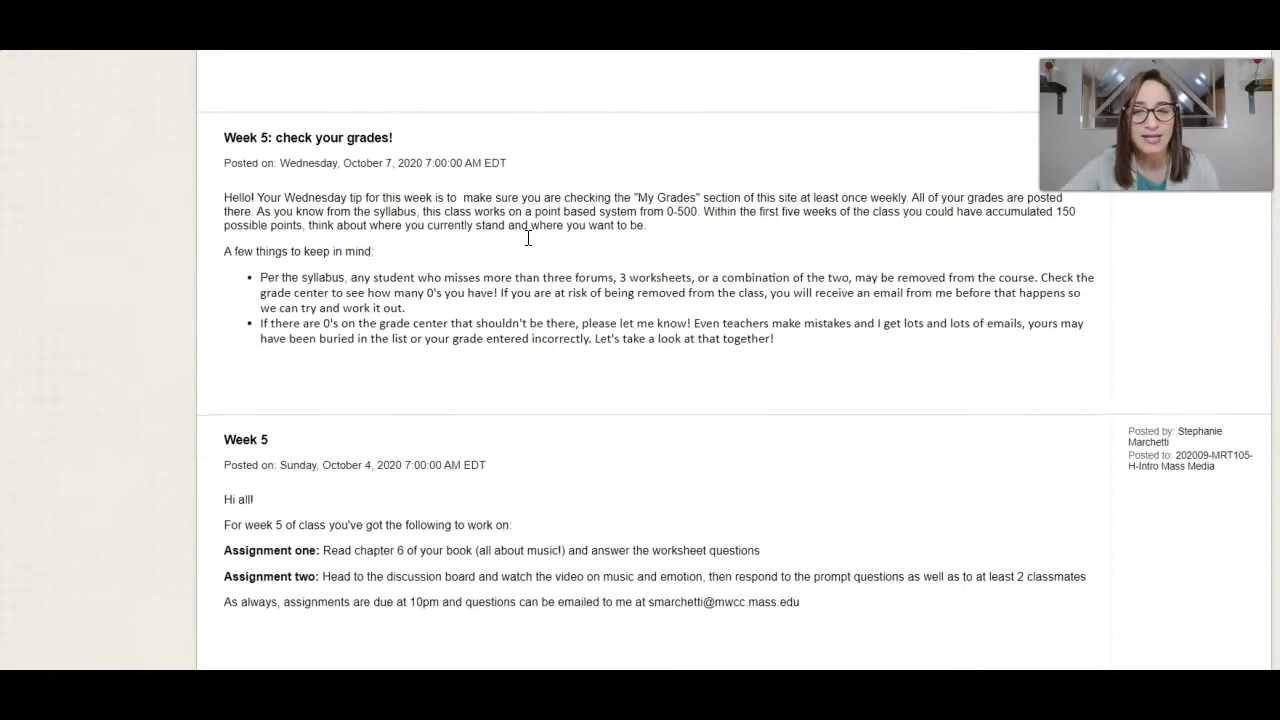 Week 5: check your grades!
Posted on: Wednesday, October 7, 2020 7:00:00 AM EDT
Hello! Your Wednesday tip for this week is to  make sure you are checking the "My Grades" section of this site at least once weekly. All of your grades are posted
there. As you know from the syllabus, this class works on a point based system from 0-500. Within the first five weeks of the class you could have accumulated 150
possible points, think about where you currently stand and where you want to be.
A few things to keep in mind:
• Per the syllabus, any student who misses more than three forums, 3 worksheets, or a combination of the two, may be removed from the course. Check the
grade center to see how many 0's you have! If you are at risk of being removed from the class, you will receive an email from me before that happens so
we can try and work it out.
• If there are 0's on the grade center that shouldn't be there, please let me know! Even teachers make mistakes and I get lots and lots of emails, yours may
have been buried in the list or your grade entered incorrectly. Let's take a look at that together!
Week 5
Posted on: Sunday, October 4, 2020 7:00:00 AM EDT
Hi all!
For week 5 of class you've got the following to work on:
Assignment one: Read chapter 6 of your book (all about music!) and answer the worksheet questions
Assignment two: Head to the discussion board and watch the video on music and emotion, then respond to the prompt questions as well as to at least 2 classmates
As always, assignments are due at 10pm and questions can be emailed to me at smarchetti@mwcc.mass.edu
Posted by: Stephanie
Marchetti
Posted to: 202009-MRT105-
H-Intro Mass Media